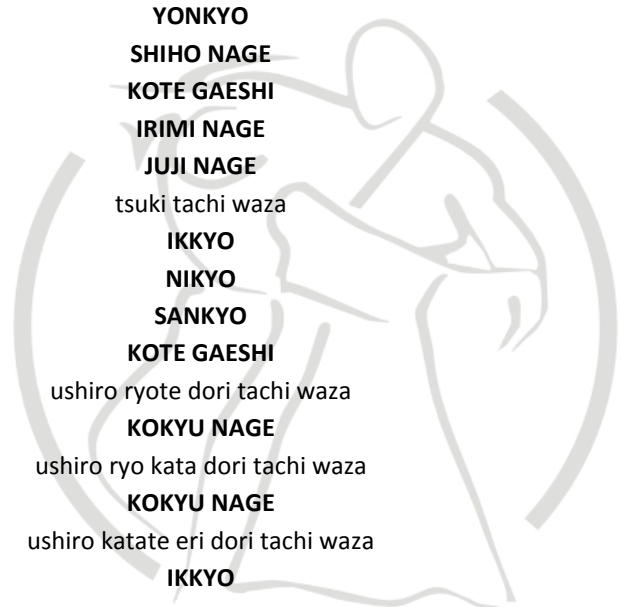 YONKYO
SHIHO NAGE
KOTE GAESHI
IRIMI NAGE
JUJI NAGE
tsuki tachi waza
IKKYO
NIKYO
SANKYO
KOTE GAESHI
ushiro ryote dori tachi waza
KOKYU NAGE
ushiro ryo kata dori tachi waza
KOKYU NAGE
ushiro katate eri dori tachi waza
IKKYO